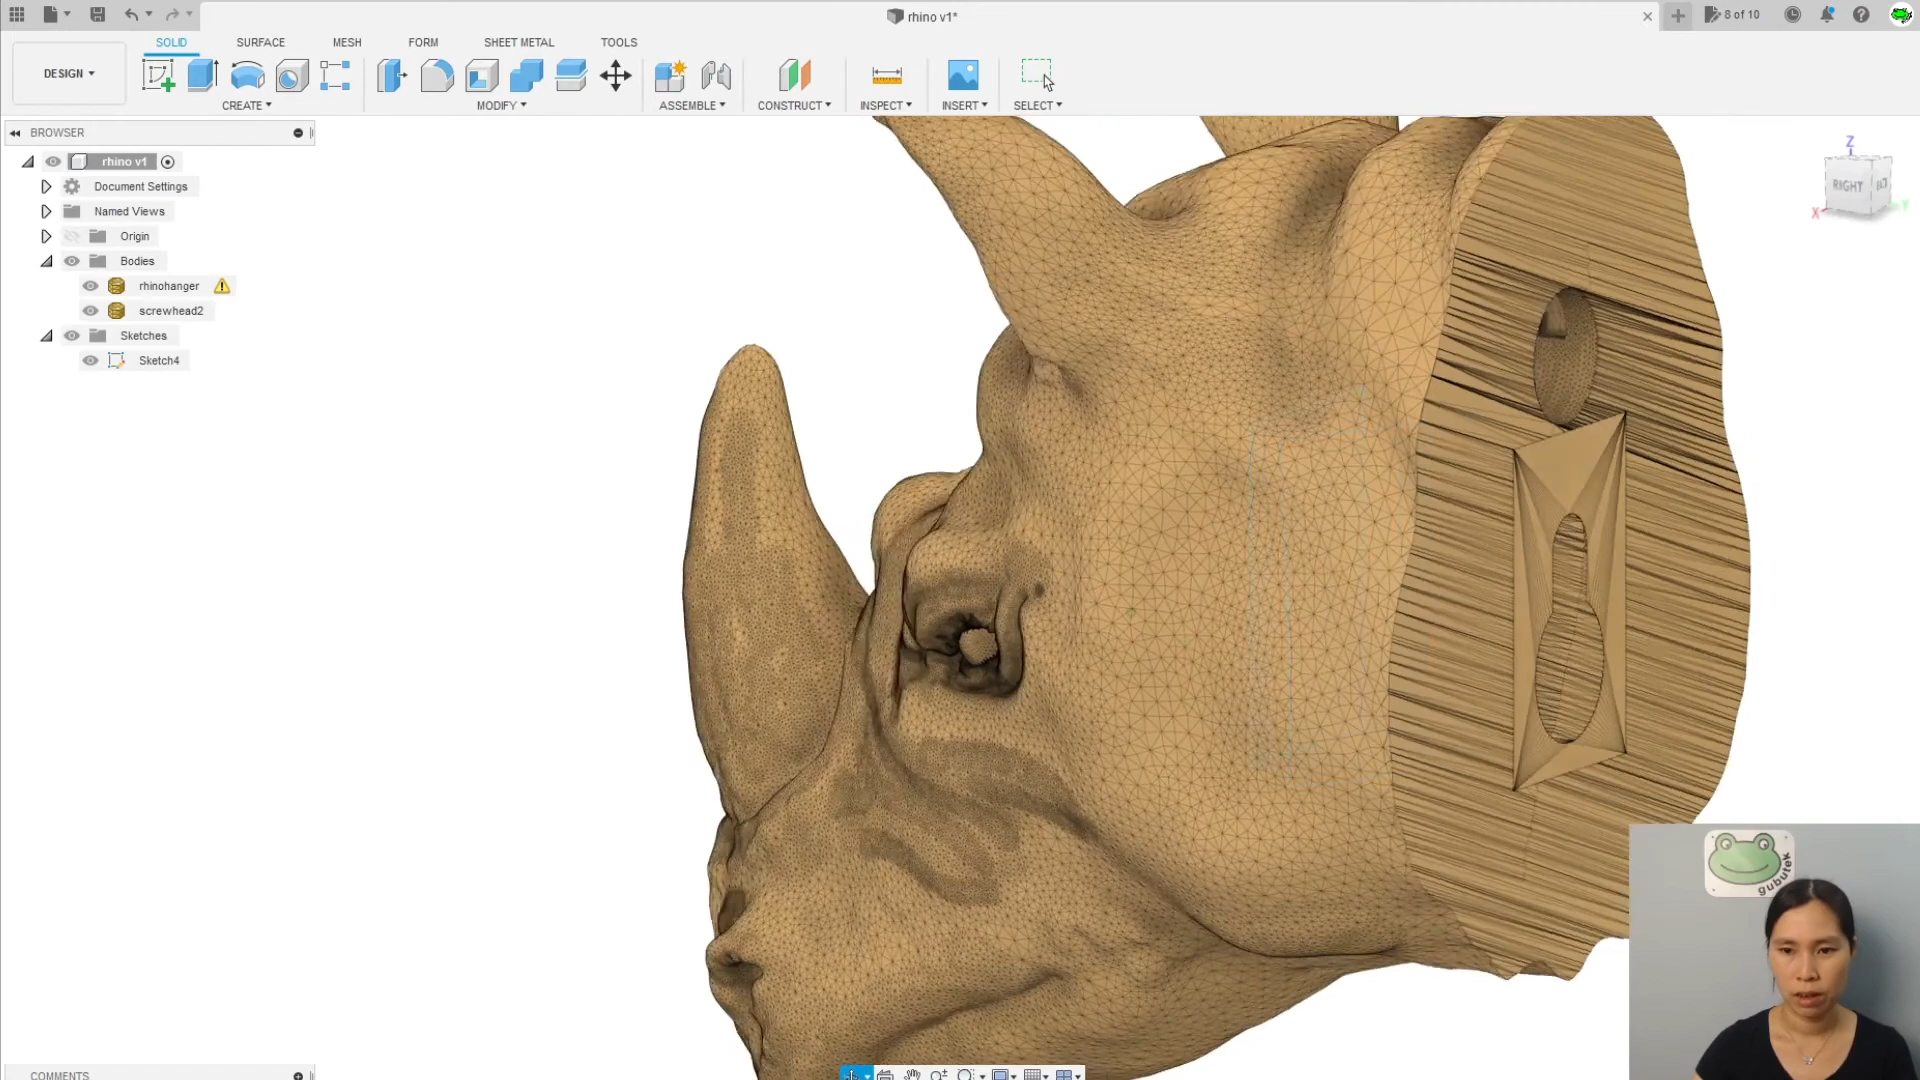 rhino v1*
8 of 10
SOLID
SURFACE
MESH
FORM
SHEET METAL
TOOLS
DESIGN
CREATE
MODIFY
ASSEMBLE
CONSTRUCT
INSPECT
INSERT
SELECT
BROWSER
rhino v1
Document Settings
Named Views
Origin
Bodies
rhinohanger
screwhead2
Sketches
Sketch4
Z
RIGHT
X
Y
gubutek
COMMENTS